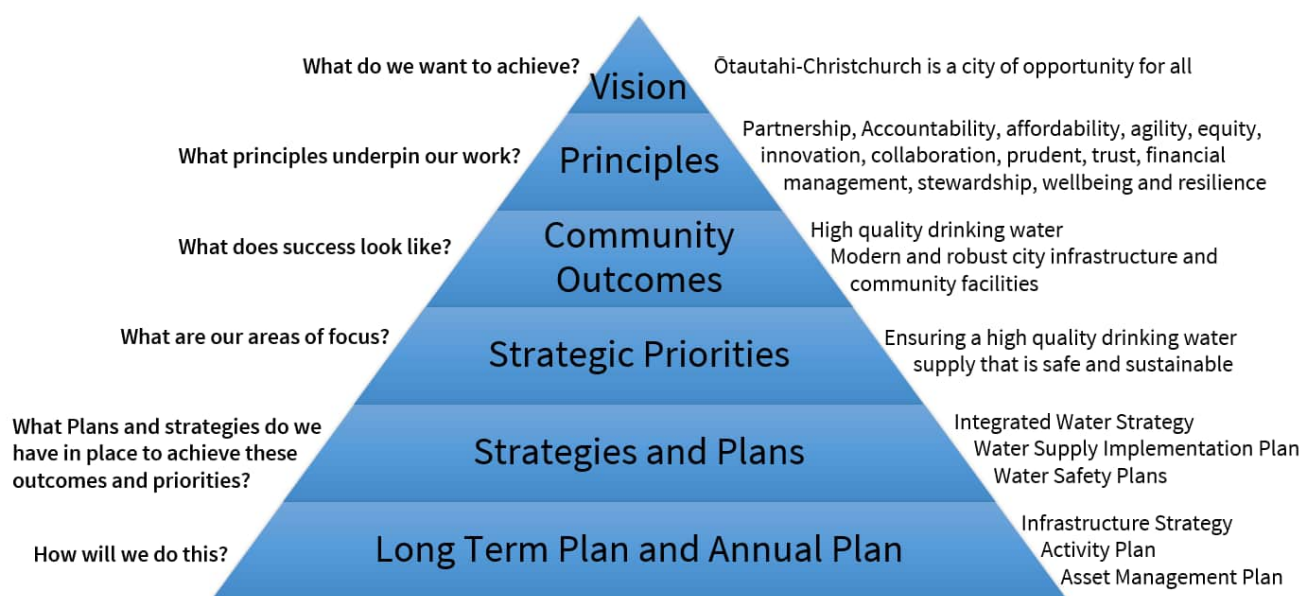 What do we want to achieve?
Vision
Ōtautahi-Christchurch is a city of opportunity for all
What principles underpin our work?
Principles
Partnership, Accountability, affordability, agility, equity,
innovation, collaboration, prudent, trust, financial
management, stewardship, wellbeing and resilience
What does success look like?
Community
Outcomes
High quality drinking water
Modern and robust city infrastructure and
community facilities
What are our areas of focus?
Strategic Priorities
Ensuring a high quality drinking water
supply that is safe and sustainable
What Plans and strategies do we
have in place to achieve these
outcomes and priorities?
Strategies and Plans
Integrated Water Strategy
Water Supply Implementation Plan
Water Safety Plans
How will we do this?
Long Term Plan and Annual Plan
Infrastructure Strategy
Activity Plan
Asset Management Plan